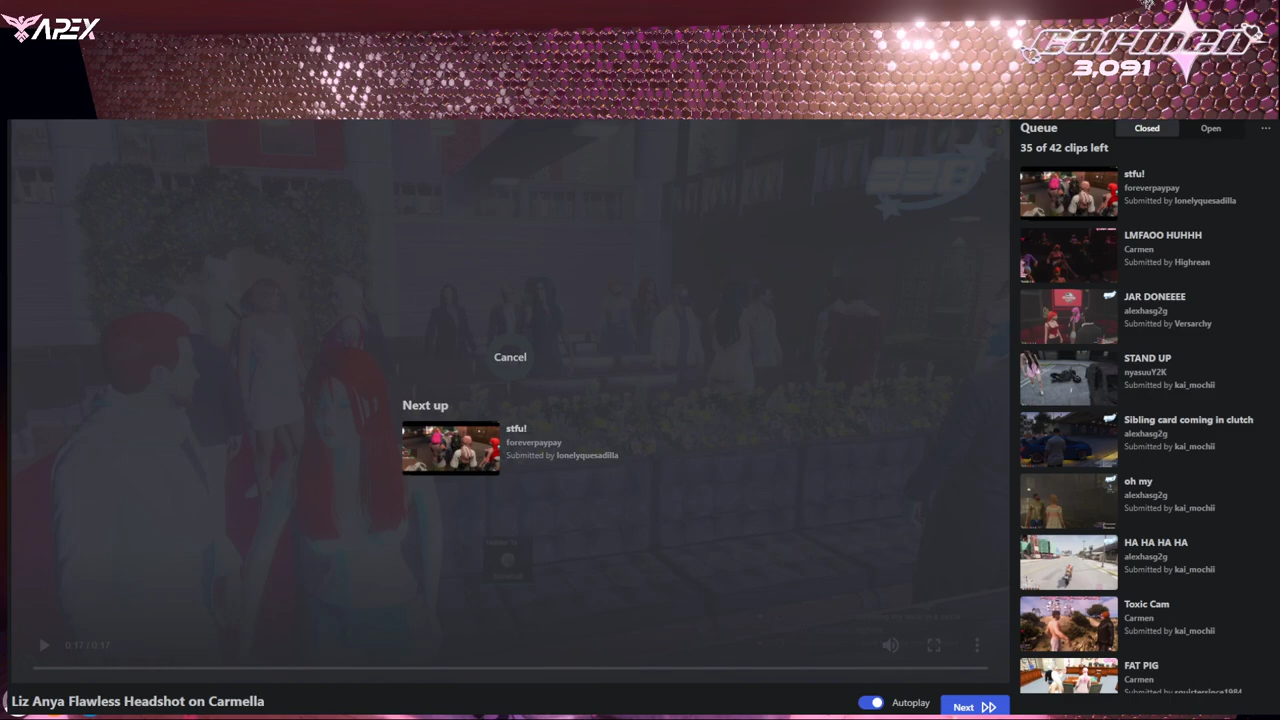 APEX
carmen
3,091
Queue
Closed
Open
35 of 42 clips left
stfu!
foreverpaypay
Submitted by lonelyquesadilla
LMFAOO HUHHH
Carmen
Submitted by Highrean
JAR DONEEEE
alexhasg2g
Submitted by Versarchy
STAND UP
nyasuuY2K
Submitted by kai_mochii
Sibling card coming in clutch
alexhasg2g
Submitted by kai_mochii
oh my
alexhasg2g
Submitted by kai_mochii
HA HA HA HA
alexhasg2g
Submitted by kai_mochii
Toxic Cam
Carmen
Submitted by kai_mochii
FAT PIG
Carmen
Submitted by squirtersince1984
Cancel
Next up
stfu!
foreverpaypay
Submitted by lonelyquesadilla
0:17 / 0:17
Liz Anya Flawless Headshot on Carmella
Autoplay
Next